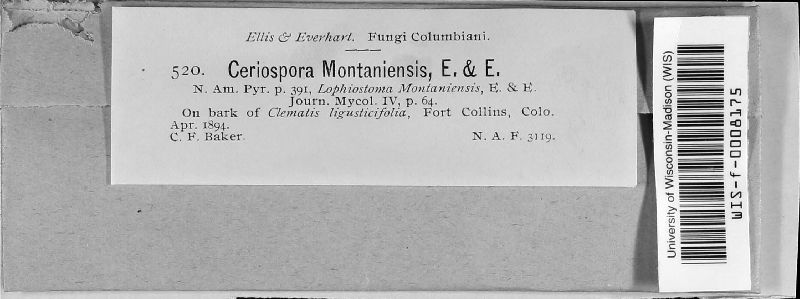 Ellis & Everhart. Fungi Columbiani.
520. Ceriospora Montaniensis, E. & E.
N. Am. Pyr. p. 391, Lophiostoma Montaniensis, E. & E.
Journ. Mycol. IV, p. 64.
On bark of Clematis ligusticifolia, Fort Collins, Colo.
Apr. 1894.
C. F. Baker. N. A. F. 3119.
University of Wisconsin-Madison (WIS)
WIS-f-0008175